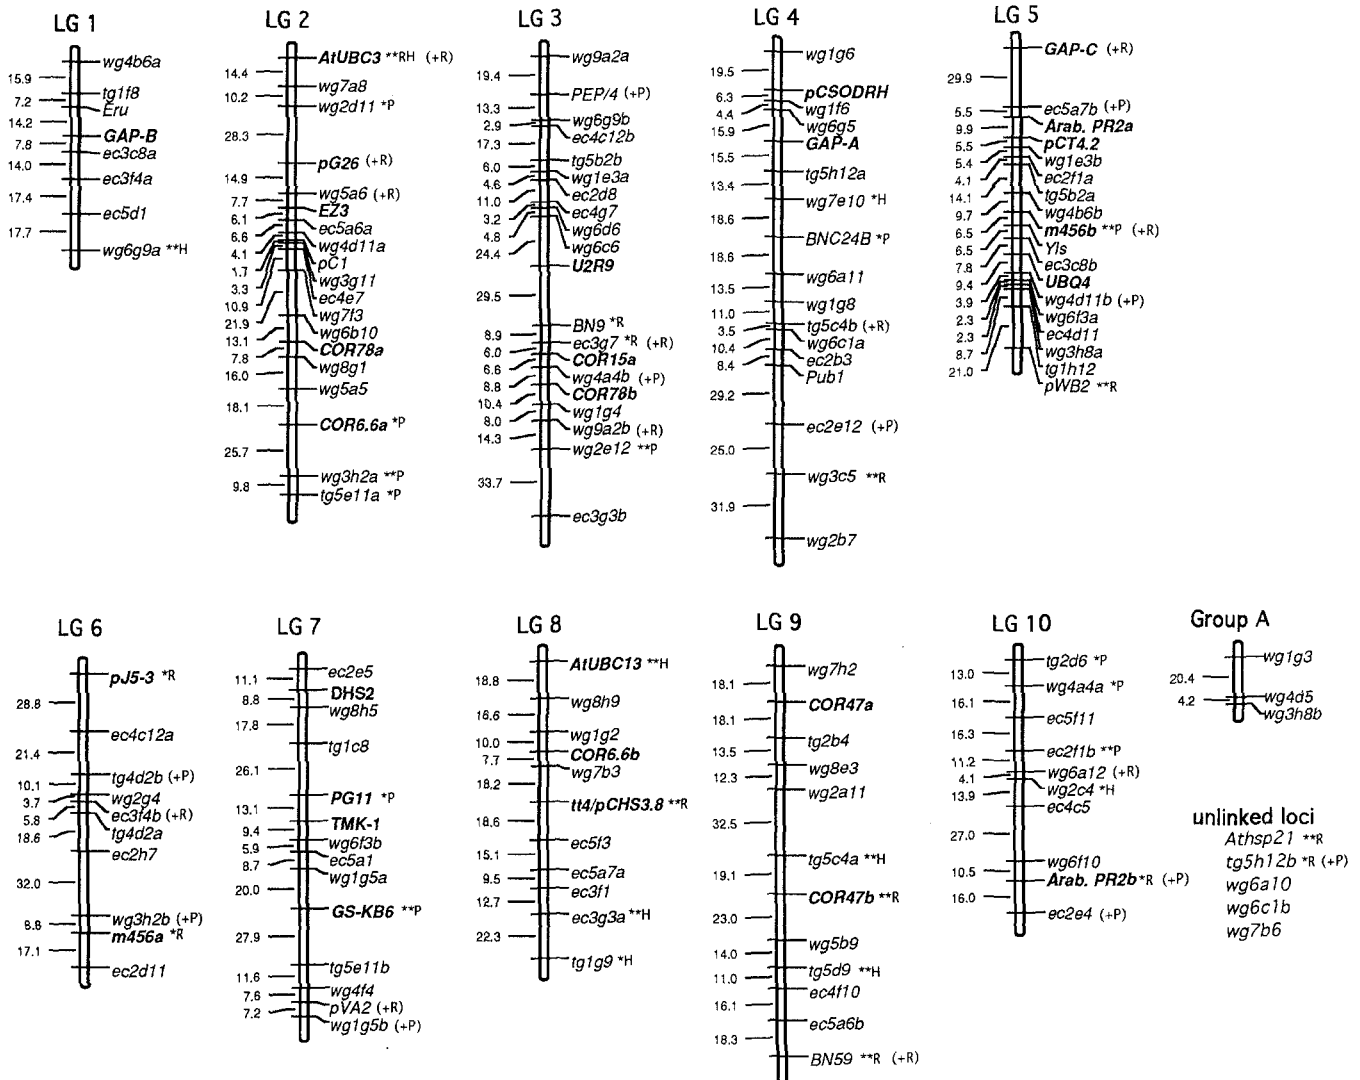 LG 1
15.9
7.2
14.2
7.8
14.0
17.4
17.7
wg4b6a
tg1f8
Eru
GAP-B
ec3c8a
ec3f4a
ec5d1
wg6g9a **H
LG 2
14.4
10.2
28.3
14.9
7.7
6.1
6.6
4.1
1.7
3.3
10.9
21.9
13.1
7.8
16.0
18.1
25.7
9.8
AtUBC3 **RH (+R)
wg7a8
wg2d11 *P
pG26 (+R)
wg5a6 (+R)
EZ3
ec5a6a
wg4d11a
pC1
wg3g11
ec4e7
wg7f3
wg6b10
COR78a
wg8g1
wg5a5
COR6.6a *P
wg3h2a **P
tg5e11a *P
LG 3
19.4
13.3
2.9
17.3
6.0
4.6
11.0
3.2
4.8
24.4
29.5
8.9
6.0
6.6
8.8
10.4
8.0
14.3
33.7
wg9a2a
PEP/4 (+P)
wg6g9b
ec4c12b
tg5b2b
wg1e3a
ec2d8
ec4g7
wg6d6
wg6c6
U2R9
BN9 *R
ec3g7 *R (+R)
COR15a
wg4a4b (+P)
COR78b
wg1g4
wg9a2b (+R)
wg2e12 **P
ec3g3b
LG 4
19.5
6.3
4.4
15.9
15.5
13.4
18.6
18.6
13.5
11.0
3.5
10.4
8.4
29.2
25.0
31.9
wg1g6
pCSODRH
wg1f6
wg6g5
GAP-A
tg5h12a
wg7e10 *H
BNC24B *P
wg6a11
wg1g8
tg5c4b (+R)
wg6c1a
ec2b3
Pub1
ec2e12 (+P)
wg3c5 **R
wg2b7
LG 5
29.9
5.5
9.9
5.5
5.4
4.1
14.1
9.7
6.5
6.5
7.8
9.4
3.9
2.3
2.3
8.7
21.0
GAP-C (+R)
ec5a7b (+P)
Arab. PR2a
pCT4.2
wg1e3b
ec2f1a
tg5b2a
wg4b6b
m456b **P (+R)
Yls
ec3c8b
UBQ4
wg4d11b (+P)
wg6f3a
ec4d11
wg3h8a
tg1h12
pWB2 **R
LG 6
28.8
21.4
10.1
3.7
5.8
18.6
32.0
8.8
17.1
pJ5-3 *R
ec4c12a
tg4d2b (+P)
wg2g4
ec3f4b (+R)
tg4d2a
ec2h7
wg3h2b (+P)
m456a *R
ec2d11
LG 7
11.1
8.8
17.8
26.1
13.1
9.4
5.9
8.7
20.0
27.9
11.6
7.6
7.2
ec2e5
DHS2
wg8h5
tg1c8
PG11 *P
TMK-1
wg6f3b
ec5a1
wg1g5a
GS-KB6 **P
tg5e11b
wg4f4
pVA2 (+R)
wg1g5b (+P)
LG 8
18.8
16.6
10.0
7.7
18.2
18.6
15.1
9.5
12.7
22.3
AtUBC13 **H
wg8h9
wg1g2
COR6.6b
wg7b3
tt4/pCHS3.8 **R
ec5f3
ec5a7a
ec3f1
ec3g3a **H
tg1g9 *H
LG 9
18.1
18.1
13.5
12.3
32.5
19.1
23.0
14.0
11.0
16.1
18.3
wg7h2
COR47a
tg2b4
wg8e3
wg2a11
tg5c4a **H
COR47b **R
wg5b9
tg5d9 **H
ec4f10
ec5a6b
BN59 **R (+R)
LG 10
13.0
16.1
16.3
11.2
4.1
13.9
27.0
10.5
16.0
tg2d6 *P
wg4a4a *P
ec5f11
ec2f1b **P
wg6a12 (+R)
wg2c4 *H
ec4c5
wg6f10
Arab. PR2b *R (+P)
ec2e4 (+P)
Group A
20.4
4.2
wg1g3
wg4d5
wg3h8b
unlinked loci
Athsp21 **R
tg5h12b *R (+P)
wg6a10
wg6c1b
wg7b6